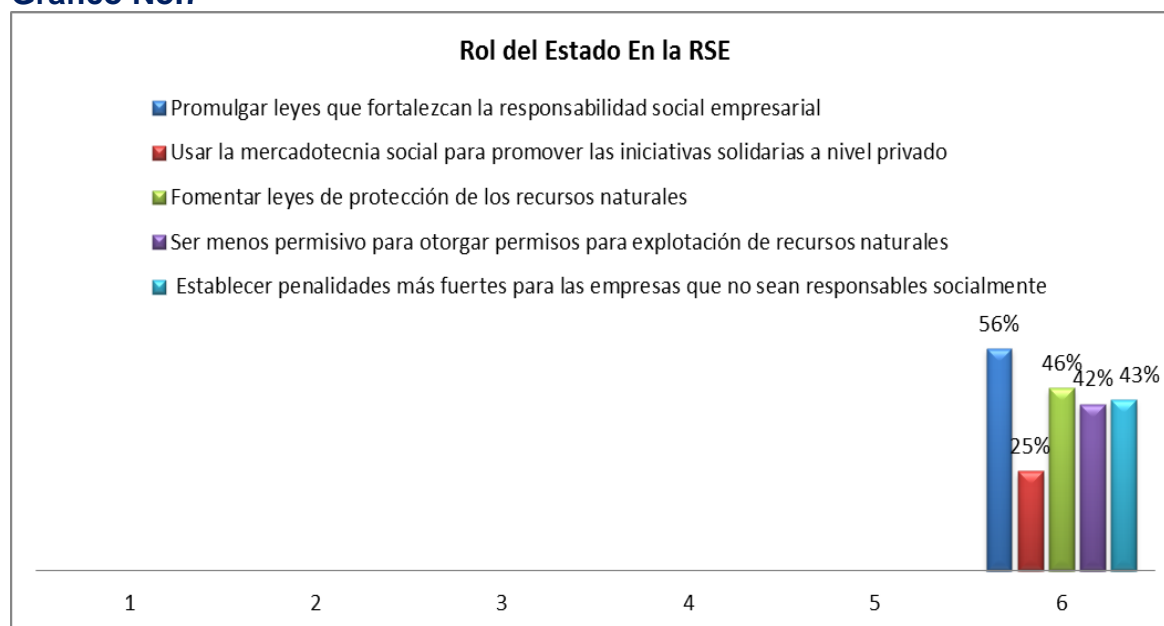 Rol del Estado En la RSE
Promulgar leyes que fortalezcan la responsabilidad social empresarial
Usar la mercadotecnia social para promover las iniciativas solidarias a nivel privado
Fomentar leyes de protección de los recursos naturales
Ser menos permisivo para otorgar permisos para explotación de recursos naturales
Establecer penalidades más fuertes para las empresas que no sean responsables socialmente
56%
25%
46%
42%
43%
1 2 3 4 5 6